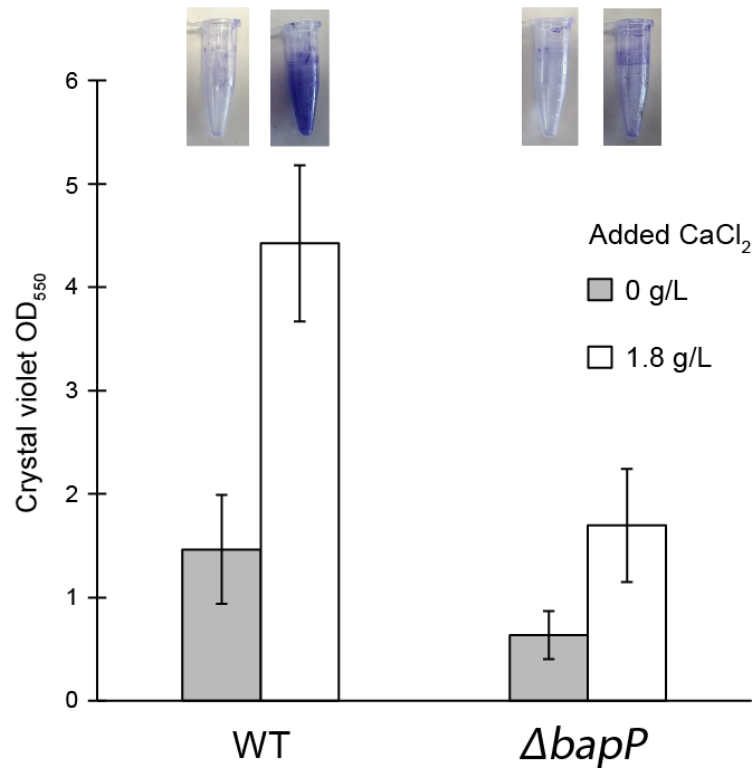 6
5
4
3
2
1
0
Crystal violet OD₅₅₀
Added CaCl₂
0 g/L
1.8 g/L
WT
ΔbapP